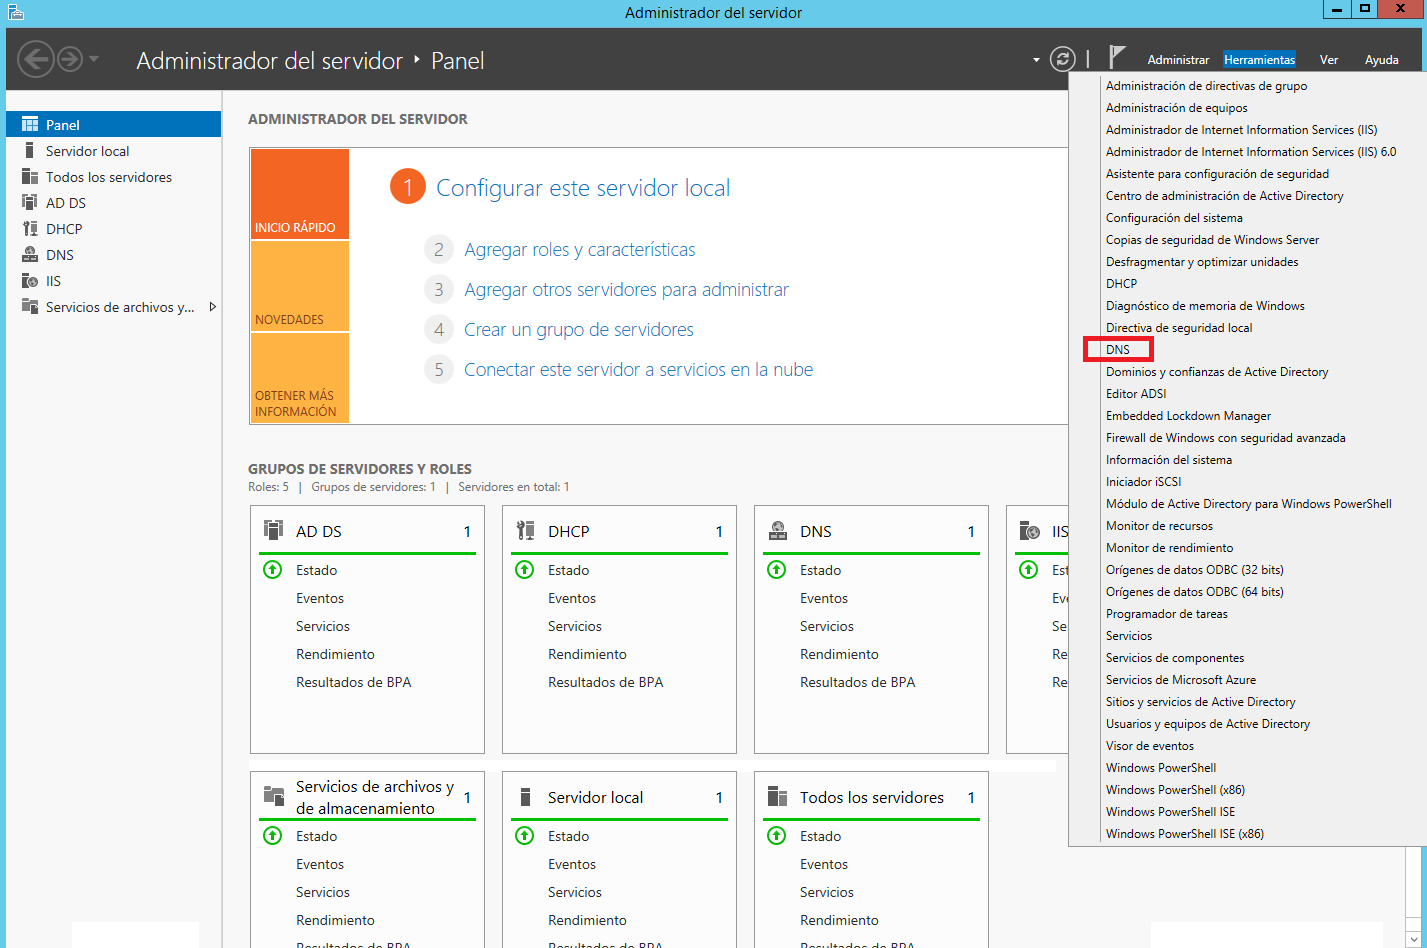 Administrador del servidor
Administrador del servidor ‣ Panel
Administrar Herramientas Ver Ayuda
Panel
Servidor local
Todos los servidores
AD DS
DHCP
DNS
IIS
Servicios de archivos y...
ADMINISTRADOR DEL SERVIDOR
INICIO RÁPIDO
NOVEDADES
OBTENER MÁS
INFORMACIÓN
1 Configurar este servidor local
2 Agregar roles y características
3 Agregar otros servidores para administrar
4 Crear un grupo de servidores
5 Conectar este servidor a servicios en la nube
GRUPOS DE SERVIDORES Y ROLES
Roles: 5 | Grupos de servidores: 1 | Servidores en total: 1
AD DS 1
Estado
Eventos
Servicios
Rendimiento
Resultados de BPA
DHCP 1
Estado
Eventos
Servicios
Rendimiento
Resultados de BPA
DNS 1
Estado
Eventos
Servicios
Rendimiento
Resultados de BPA
IIS
Est
Eve
Se
Re
Re
Servicios de archivos y
de almacenamiento 1
Estado
Eventos
Servicios
Rendimiento
Resultados de BPA
Servidor local 1
Estado
Eventos
Servicios
Rendimiento
Resultados de BPA
Todos los servidores 1
Estado
Eventos
Servicios
Rendimiento
Resultados de BPA
Administración de directivas de grupo
Administración de equipos
Administrador de Internet Information Services (IIS)
Administrador de Internet Information Services (IIS) 6.0
Asistente para configuración de seguridad
Centro de administración de Active Directory
Configuración del sistema
Copias de seguridad de Windows Server
Desfragmentar y optimizar unidades
DHCP
Diagnóstico de memoria de Windows
Directiva de seguridad local
DNS
Dominios y confianzas de Active Directory
Editor ADSI
Embedded Lockdown Manager
Firewall de Windows con seguridad avanzada
Información del sistema
Iniciador iSCSI
Módulo de Active Directory para Windows PowerShell
Monitor de recursos
Monitor de rendimiento
Orígenes de datos ODBC (32 bits)
Orígenes de datos ODBC (64 bits)
Programador de tareas
Servicios
Servicios de componentes
Servicios de Microsoft Azure
Sitios y servicios de Active Directory
Usuarios y equipos de Active Directory
Visor de eventos
Windows PowerShell
Windows PowerShell (x86)
Windows PowerShell ISE
Windows PowerShell ISE (x86)